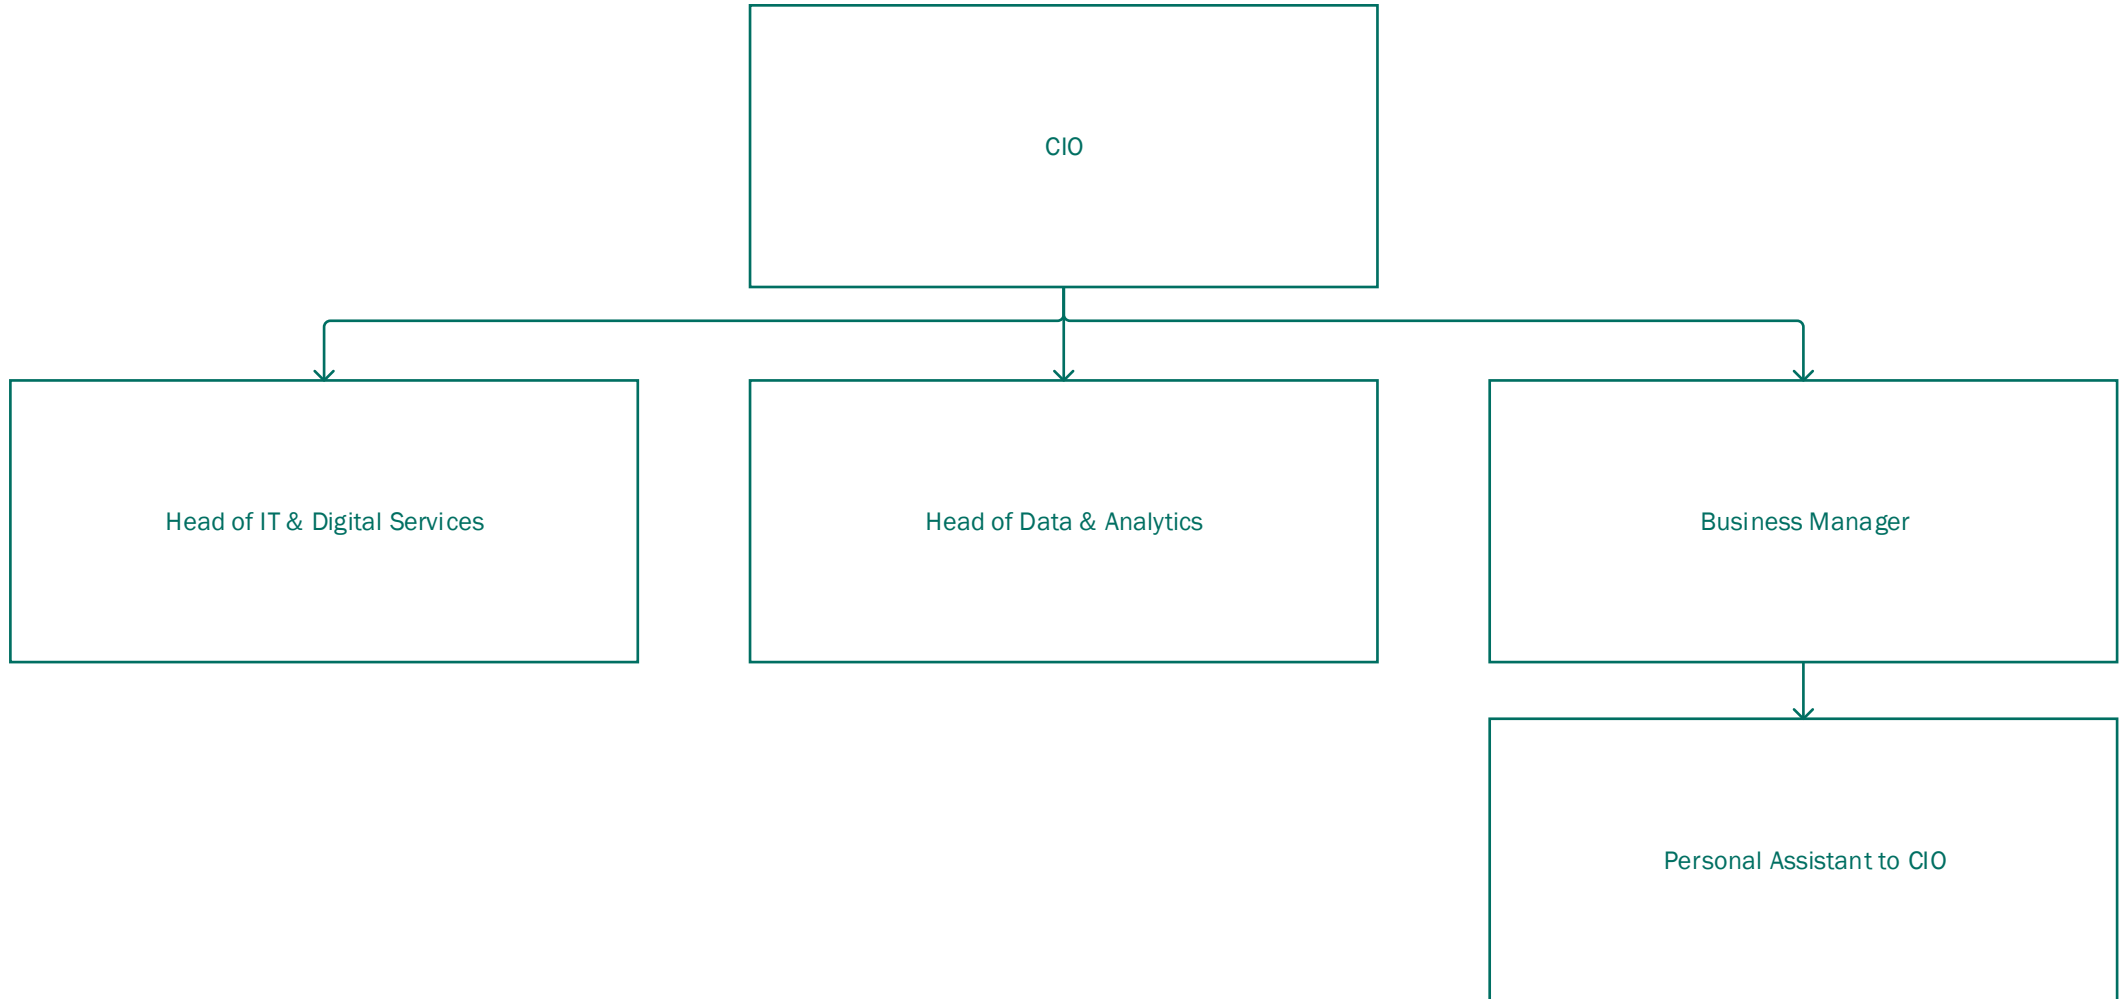 CIO
Head of IT & Digital Services
Head of Data & Analytics
Business Manager
Personal Assistant to CIO